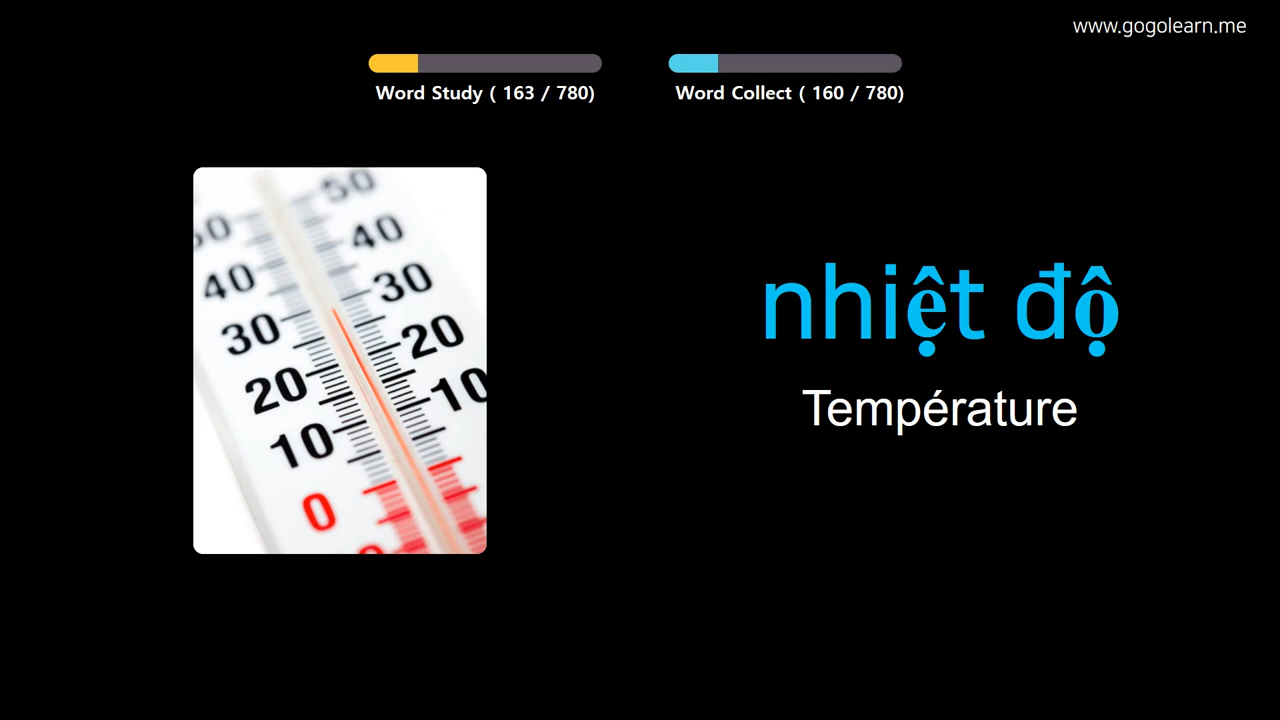 www.gogolearn.me
Word Study ( 163 / 780)
Word Collect ( 160 / 780)
nhiệt độ
Température
50
50
40
40
30
30
20
20
10
10
0